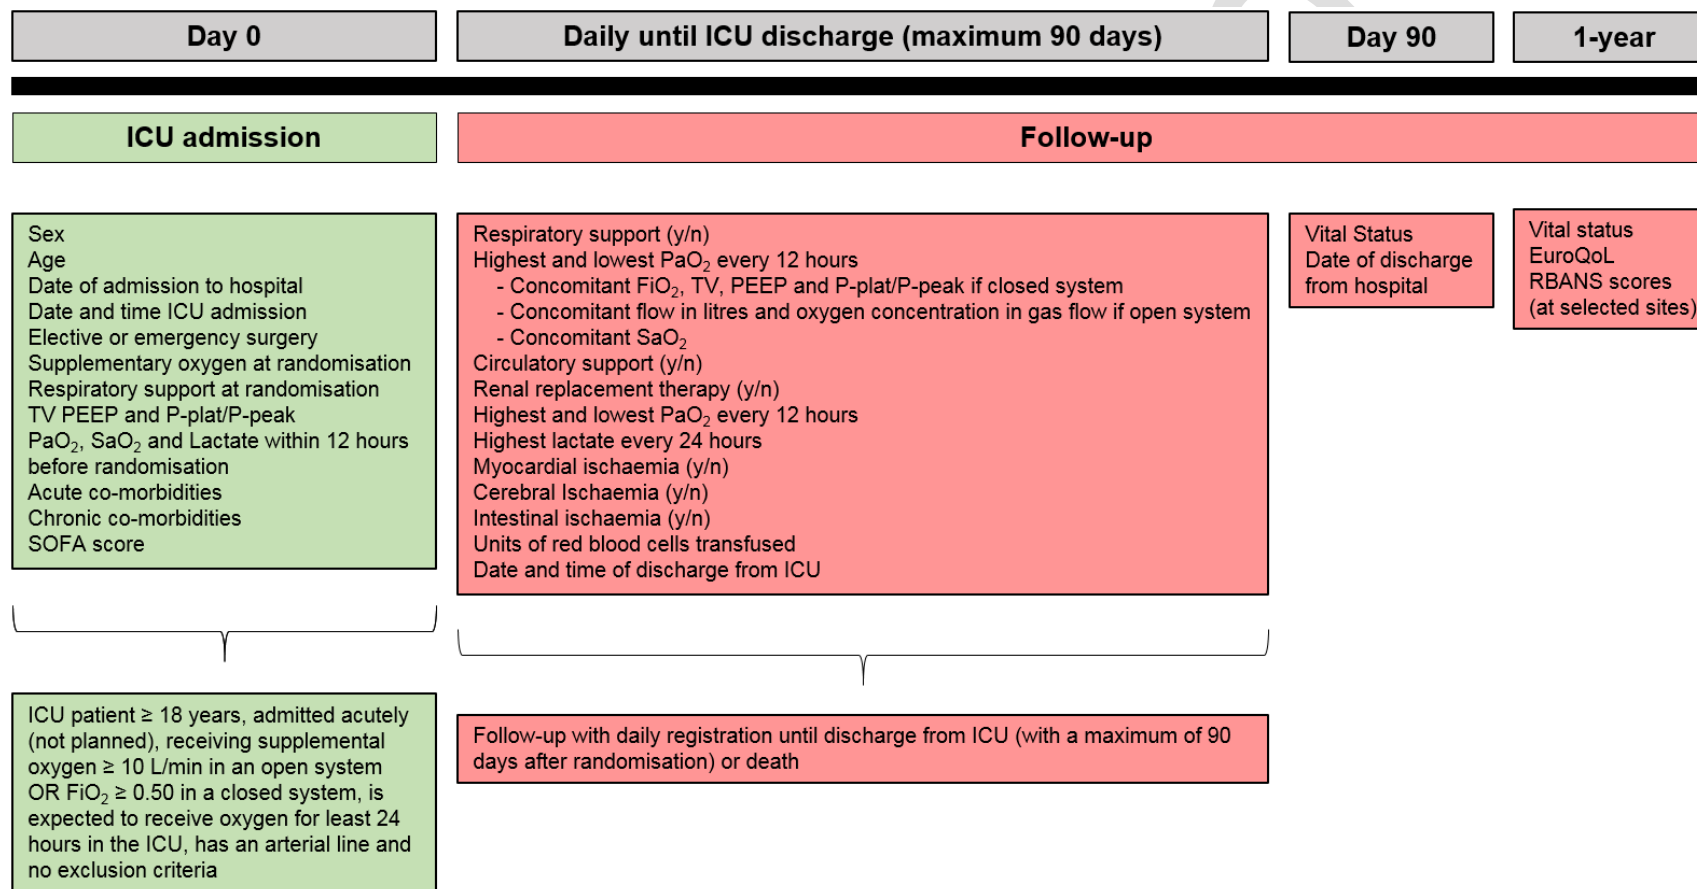 Day 0
Daily until ICU discharge (maximum 90 days)
Day 90
1-year
ICU admission
Follow-up
Sex
Age
Date of admission to hospital
Date and time ICU admission
Elective or emergency surgery
Supplementary oxygen at randomisation
Respiratory support at randomisation
TV PEEP and P-plat/P-peak
PaO₂, SaO₂ and Lactate within 12 hours
before randomisation
Acute co-morbidities
Chronic co-morbidities
SOFA score
Respiratory support (y/n)
Highest and lowest PaO₂ every 12 hours
- Concomitant FiO₂, TV, PEEP and P-plat/P-peak if closed system
- Concomitant flow in litres and oxygen concentration in gas flow if open system
- Concomitant SaO₂
Circulatory support (y/n)
Renal replacement therapy (y/n)
Highest and lowest PaO₂ every 12 hours
Highest lactate every 24 hours
Myocardial ischaemia (y/n)
Cerebral Ischaemia (y/n)
Intestinal ischaemia (y/n)
Units of red blood cells transfused
Date and time of discharge from ICU
Vital Status
Date of discharge
from hospital
Vital status
EuroQoL
RBANS scores
(at selected sites)
ICU patient ≥ 18 years, admitted acutely
(not planned), receiving supplemental
oxygen ≥ 10 L/min in an open system
OR FiO₂ ≥ 0.50 in a closed system, is
expected to receive oxygen for least 24
hours in the ICU, has an arterial line and
no exclusion criteria
Follow-up with daily registration until discharge from ICU (with a maximum of 90
days after randomisation) or death